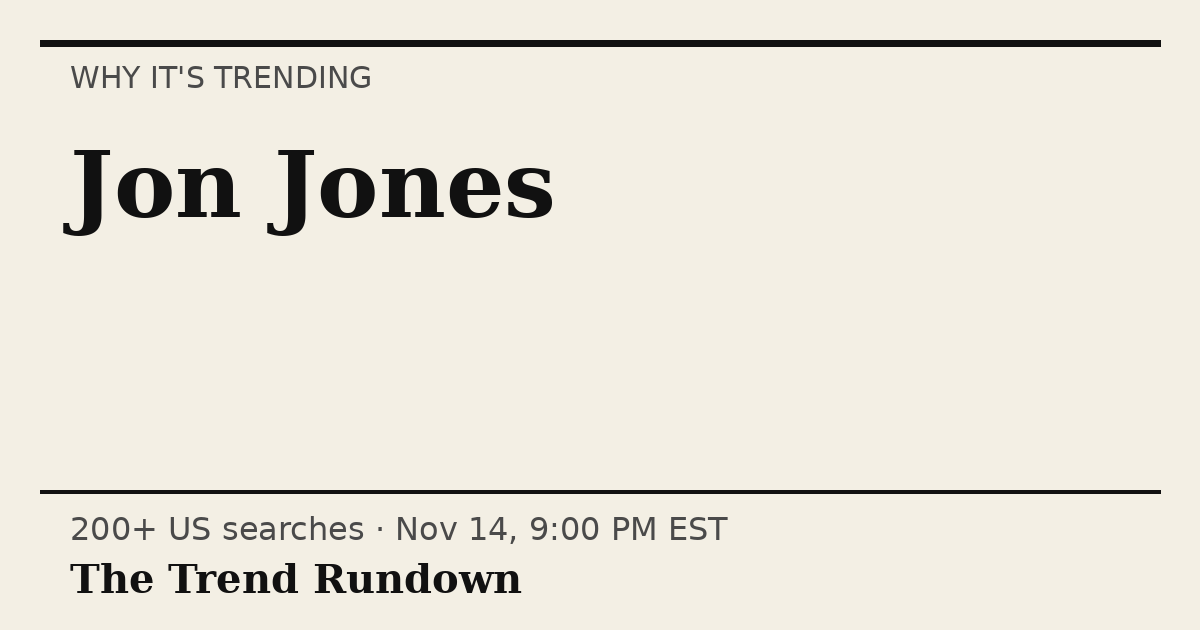 WHY IT'S TRENDING
Jon Jones
200+ US searches · Nov 14, 9:00 PM EST
The Trend Rundown